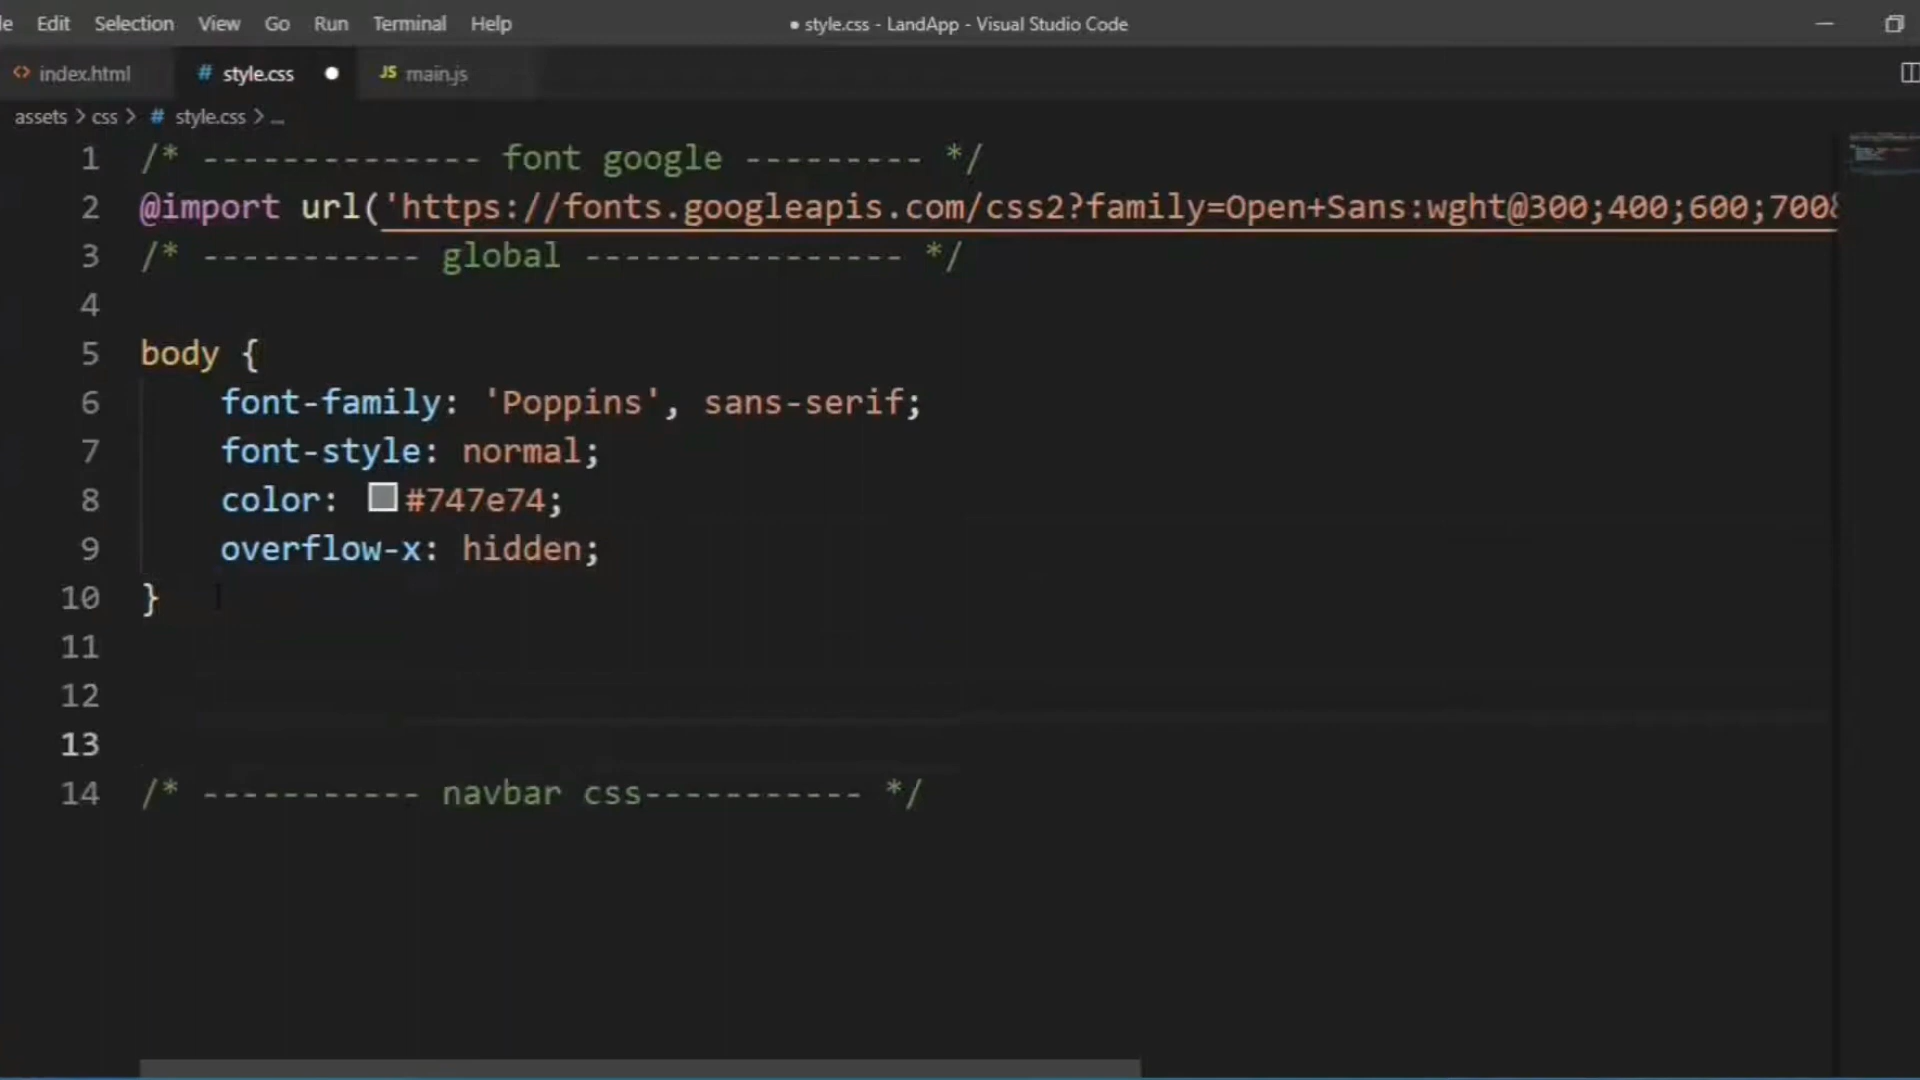 Edit Selection View Go Run Terminal Help ● style.css - LandApp - Visual Studio Code
<> index.html # style.css ● JS main.js
assets > css > # style.css > ...
1 /* -------------- font google --------- */
2 @import url('https://fonts.googleapis.com/css2?family=Open+Sans:wght@300;400;600;700&
3 /* ----------- global ---------------- */
4
5 body {
6 font-family: 'Poppins', sans-serif;
7 font-style: normal;
8 color: #747e74;
9 overflow-x: hidden;
10 }
11
12
13
14 /* ----------- navbar css----------- */